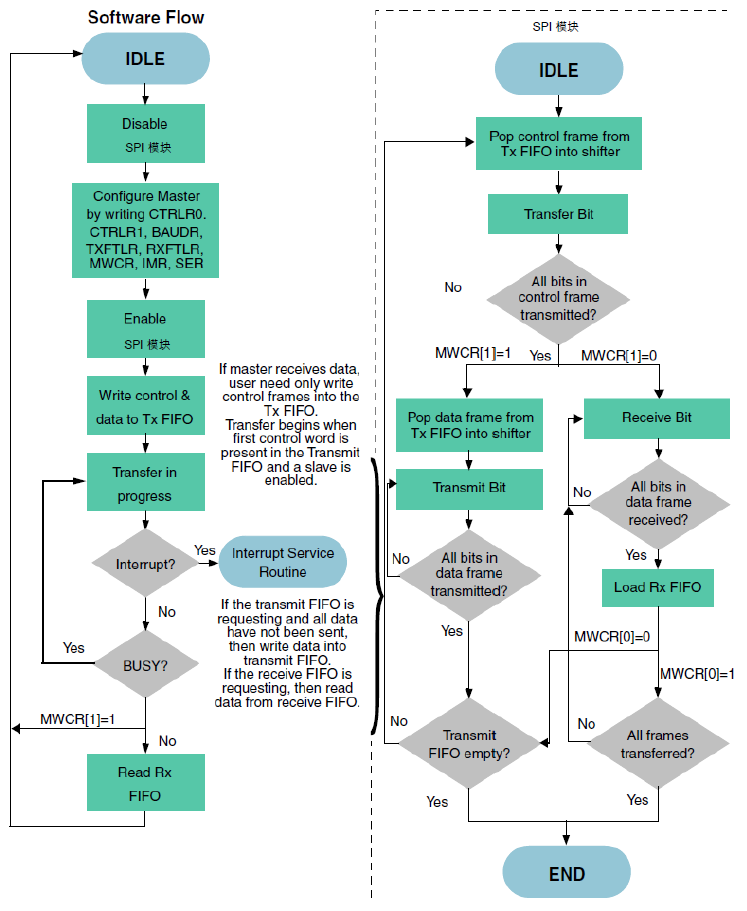 Software Flow
IDLE
Disable
SPI 模块
Configure Master
by writing CTRLR0.
CTRLR1, BAUDR,
TXFTLR, RXFTLR,
MWCR, IMR, SER
Enable
SPI 模块
Write control &
data to Tx FIFO
Transfer in
progress
Interrupt?
Yes
Interrupt Service
Routine
No
Yes
BUSY?
MWCR[1]=1
No
Read Rx
FIFO
If master receives data,
user need only write
control frames into the
Tx FIFO.
Transfer begins when
first control word is
present in the Transmit
FIFO and a slave is
enabled.
If the transmit FIFO is
requesting and all data
have not been sent,
then write data into
transmit FIFO.
If the receive FIFO is
requesting, then read
data from receive FIFO.
SPI 模块
IDLE
Pop control frame from
Tx FIFO into shifter
Transfer Bit
No
All bits in
control frame
transmitted?
MWCR[1]=1
Yes
MWCR[1]=0
Pop data frame from
Tx FIFO into shifter
Transmit Bit
No
All bits in
data frame
transmitted?
Yes
Receive Bit
No
All bits in
data frame
received?
Yes
Load Rx FIFO
MWCR[0]=0
MWCR[0]=1
No
Transmit
FIFO empty?
Yes
No
All frames
transferred?
Yes
END